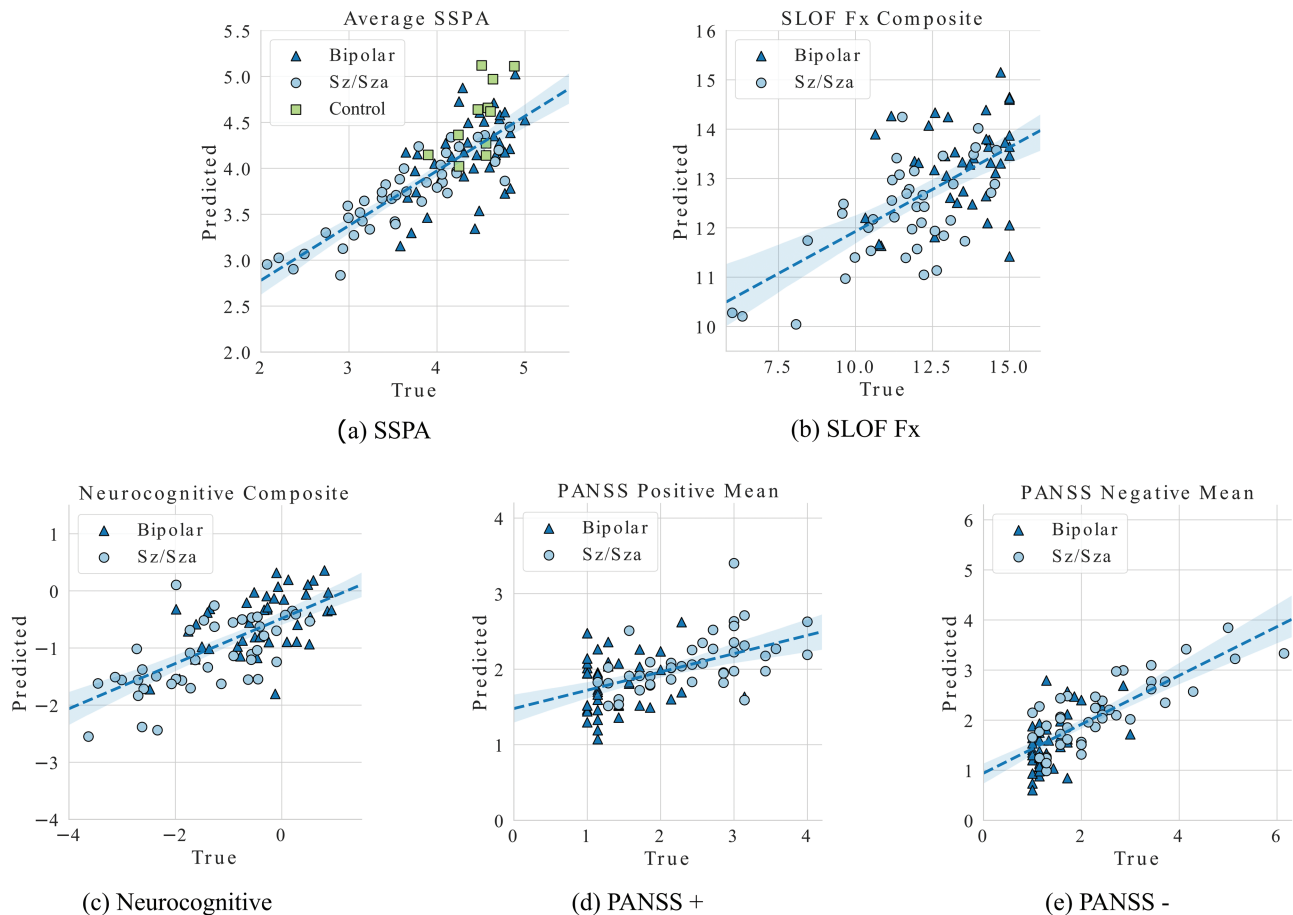 Average SSPA
5.5
5.0
4.5
4.0
3.5
3.0
2.5
2.0
Predicted
Bipolar
Sz/Sza
Control
2 3 4 5
True
(a) SSPA
SLOF Fx Composite
16
15
14
13
12
11
10
Predicted
Bipolar
Sz/Sza
7.5 10.0 12.5 15.0
True
(b) SLOF Fx
Neurocognitive Composite
1
0
−1
−2
−3
−4
Predicted
Bipolar
Sz/Sza
−4 −2 0
True
(c) Neurocognitive
PANSS Positive Mean
4
3
2
1
0
Predicted
Bipolar
Sz/Sza
0 1 2 3 4
True
(d) PANSS +
PANSS Negative Mean
6
5
4
3
2
1
0
Predicted
Bipolar
Sz/Sza
0 2 4 6
True
(e) PANSS -